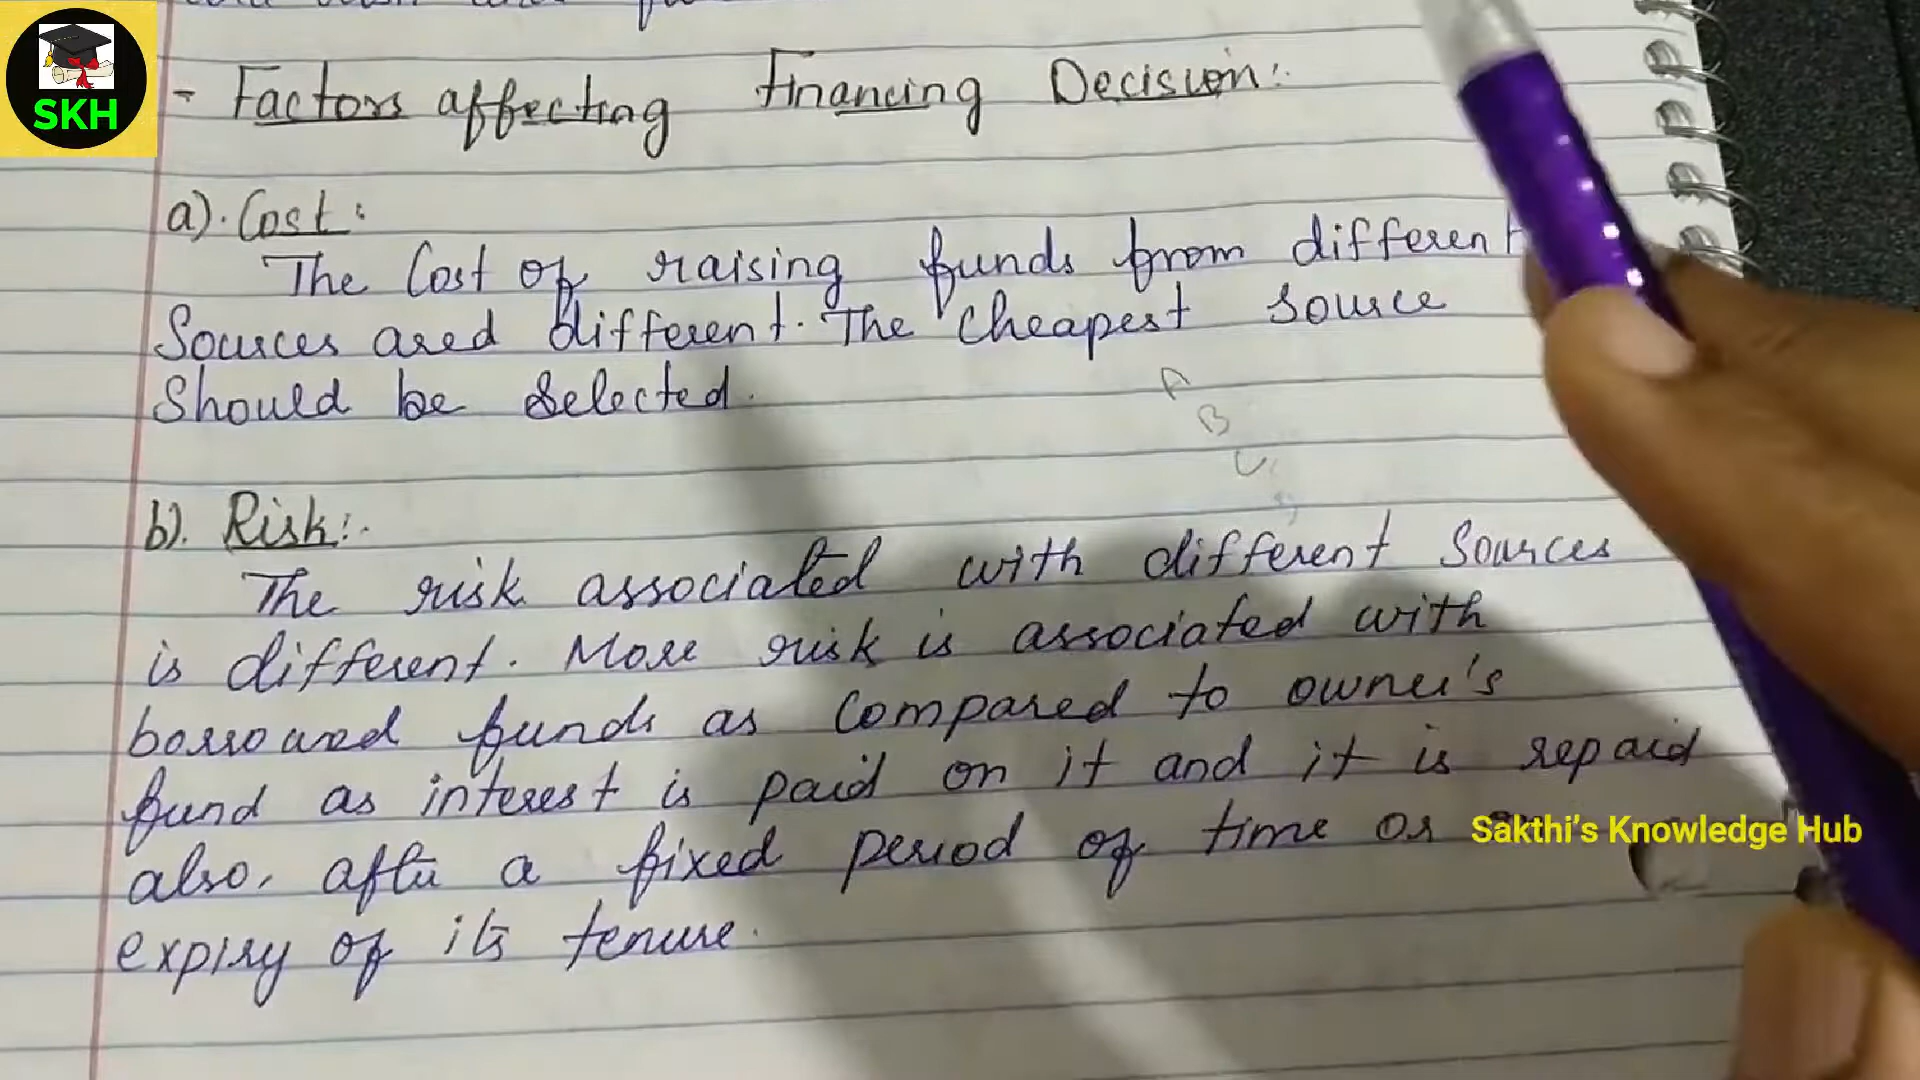 SKH
- Factors affecting Financing Decision:-
a). Cost:
The Cost of raising funds from different
Sources ared different. The cheapest source
Should be Selected.
A
B
C
b). Risk:-
The risk associated with different Sources
is different. More risk is associated with
borrowed funds as compared to owner's
fund as interest is paid on it and it is repaid
also, after a fixed period of time or
Sakthi's Knowledge Hub
expiry of its tenure.